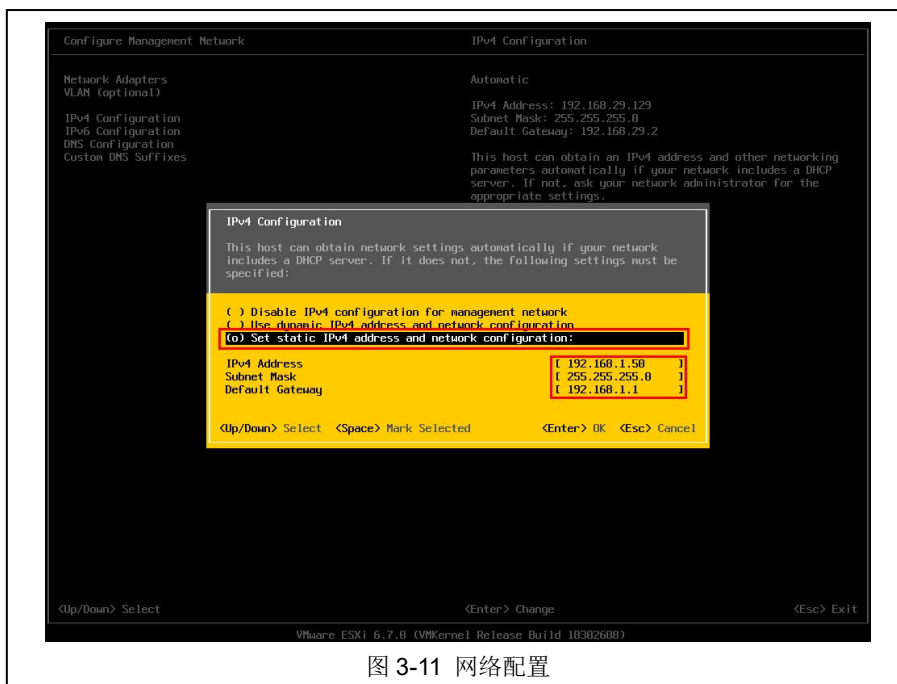 Configure Management Network
IPv4 Configuration
Network Adapters
VLAN (optional)
IPv4 Configuration
IPv6 Configuration
DNS Configuration
Custom DNS Suffixes
Automatic
IPv4 Address: 192.168.29.129
Subnet Mask: 255.255.255.0
Default Gateway: 192.168.29.2
This host can obtain an IPv4 address and other networking
parameters automatically if your network includes a DHCP
server. If not, ask your network administrator for the
appropriate settings.
IPv4 Configuration
This host can obtain network settings automatically if your network
includes a DHCP server. If it does not, the following settings must be
specified:
( ) Disable IPv4 configuration for management network
( ) Use dynamic IPv4 address and network configuration
(o) Set static IPv4 address and network configuration:
IPv4 Address [ 192.168.1.50 ]
Subnet Mask [ 255.255.255.0 ]
Default Gateway [ 192.168.1.1 ]
<Up/Down> Select <Space> Mark Selected <Enter> OK <Esc> Cancel
<Up/Down> Select <Enter> Change <Esc> Exit
VMware ESXi 6.7.0 (VMKernel Release Build 10302608)
图 3-11 网络配置